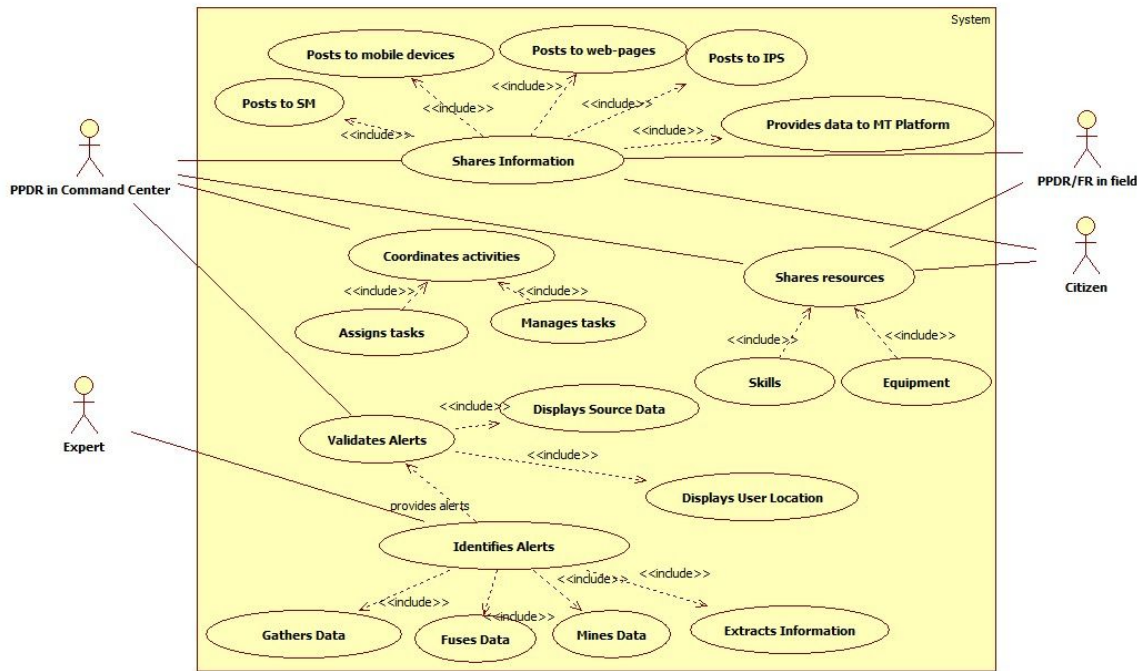 System
Posts to mobile devices
Posts to web-pages
Posts to IPS
<<include>>
<<include>>
<<include>>
Posts to SM
<<include>>
<<include>>
Provides data to MT Platform
Shares Information
PPDR in Command Center
PPDR/FR in field
Coordinates activities
Shares resources
Citizen
<<include>>
<<include>>
Assigns tasks
Manages tasks
<<include>>
<<include>>
Skills
Equipment
<<include>>
Displays Source Data
Validates Alerts
Expert
<<include>>
Displays User Location
provides alerts
Identifies Alerts
<<include>>
<<include>>
<<include>>
<<include>>
Gathers Data
Fuses Data
Mines Data
Extracts Information